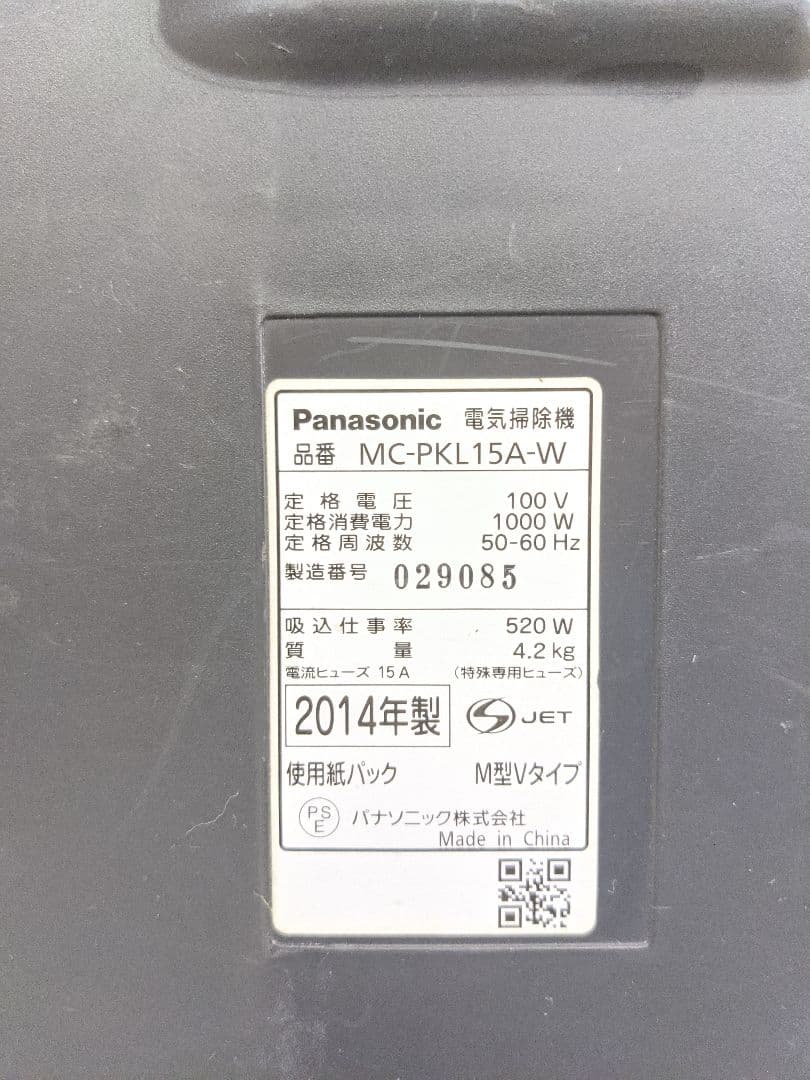 Panasonic 電気掃除機
品番 MC-PKL15A-W
定格電圧 100 V
定格消費電力 1000 W
定格周波数 50-60 Hz
製造番号 029085
吸込仕事率 520 W
質量 4.2 kg
電流ヒューズ 15 A (特殊専用ヒューズ)
2014年製 JET
使用紙パック M型Vタイプ
PS E パナソニック株式会社
Made in China